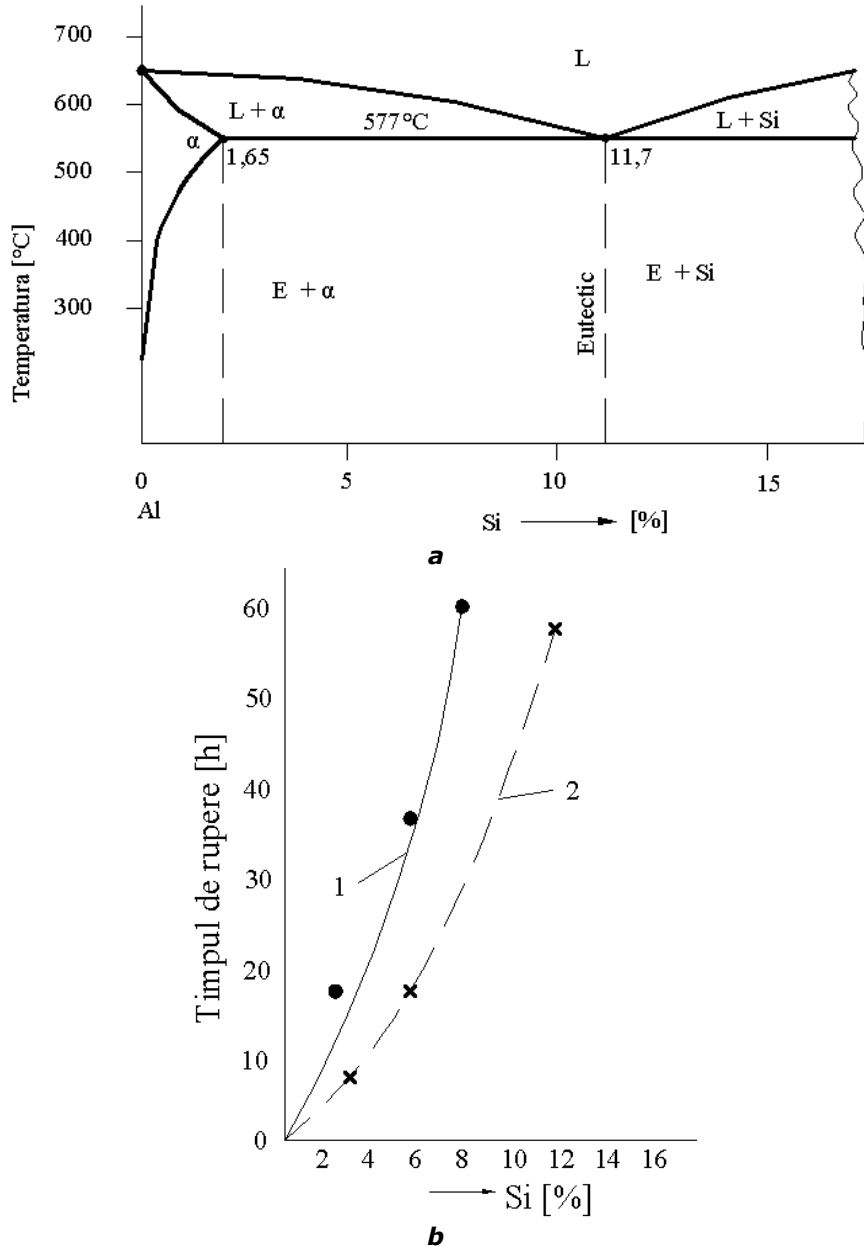 700
L
600
L + α
577 °C
L + Si
α
1,65
11,7
500
400
300
E + α
E + Si
Eutectic
Temperatura [°C]
0
5
10
15
Al
Si
[%]
a
60
50
40
30
20
10
0
1
2
Timpul de rupere [h]
2 4 6 8 10 12 14 16
Si [%]
b